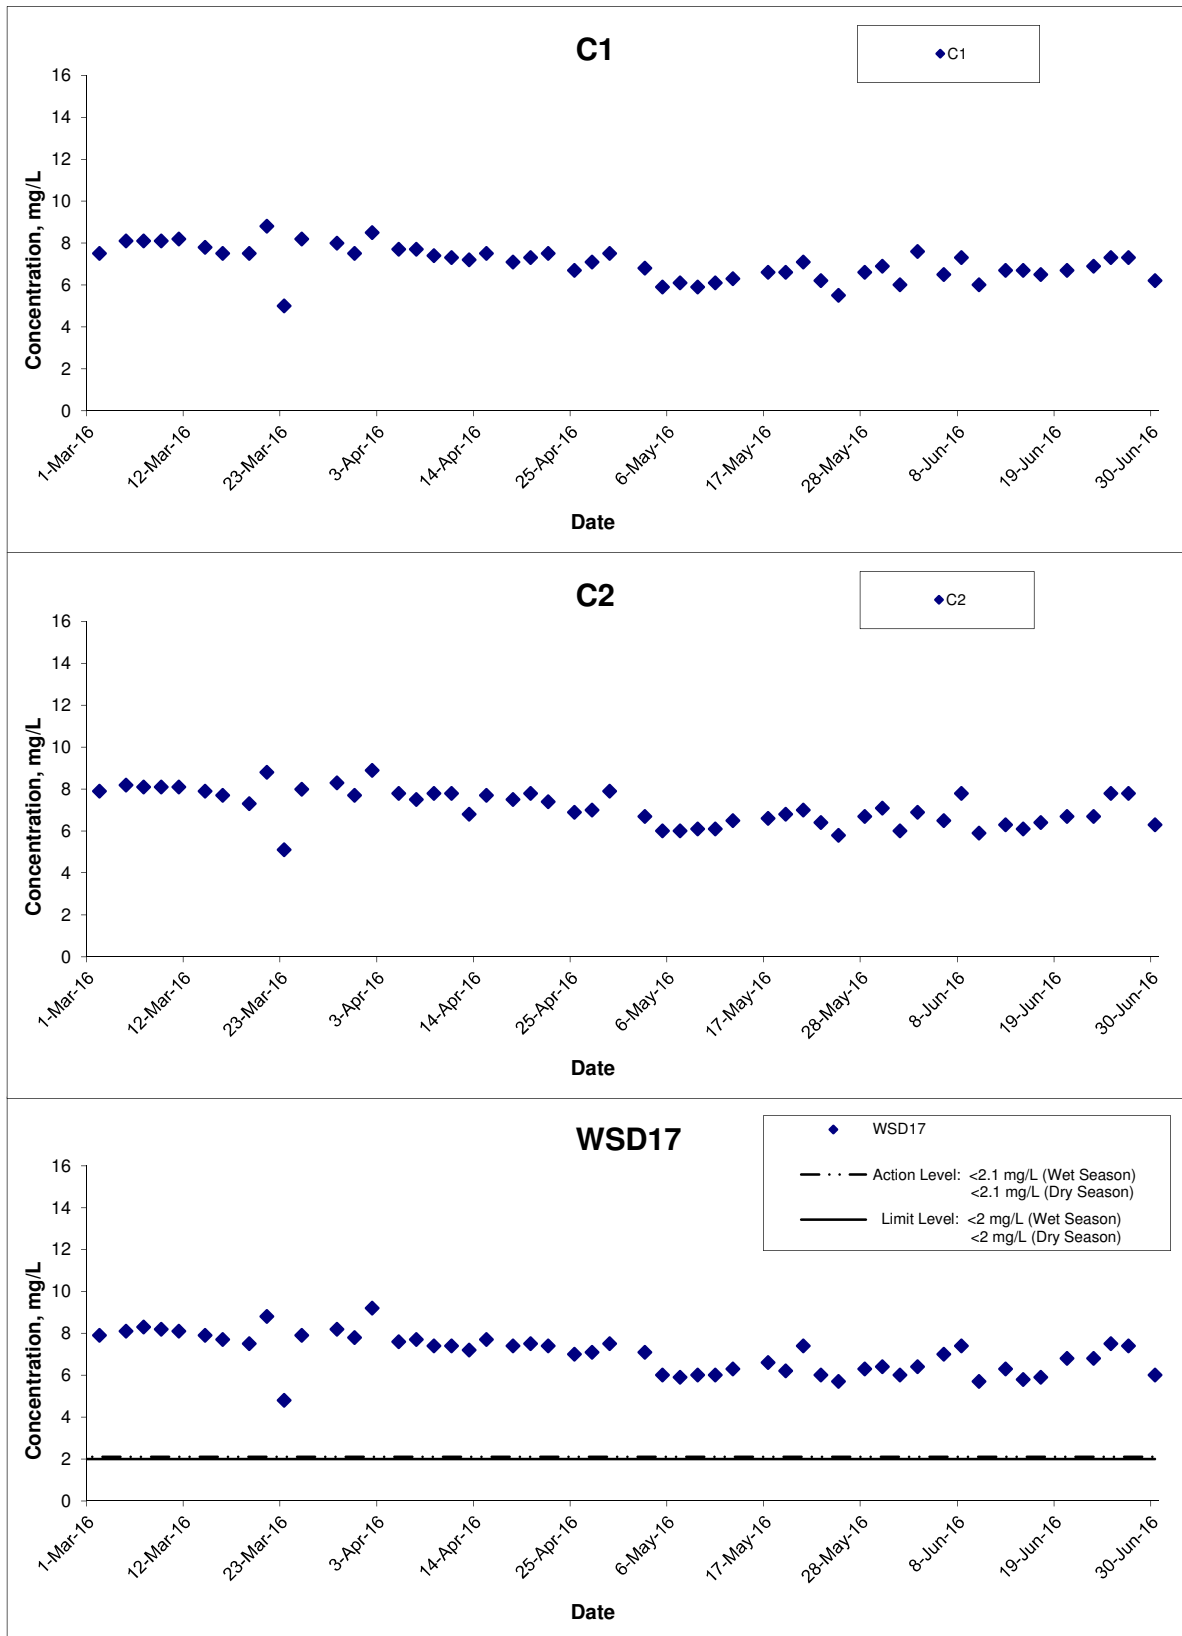 C1
C1
16
14
12
10
8
6
4
2
0
Concentration, mg/L
1-Mar-16
12-Mar-16
23-Mar-16
3-Apr-16
14-Apr-16
25-Apr-16
6-May-16
17-May-16
28-May-16
8-Jun-16
19-Jun-16
30-Jun-16
Date
C2
C2
16
14
12
10
8
6
4
2
0
Concentration, mg/L
1-Mar-16
12-Mar-16
23-Mar-16
3-Apr-16
14-Apr-16
25-Apr-16
6-May-16
17-May-16
28-May-16
8-Jun-16
19-Jun-16
30-Jun-16
Date
WSD17
WSD17
Action Level: <2.1 mg/L (Wet Season)
<2.1 mg/L (Dry Season)
Limit Level: <2 mg/L (Wet Season)
<2 mg/L (Dry Season)
16
14
12
10
8
6
4
2
0
Concentration, mg/L
1-Mar-16
12-Mar-16
23-Mar-16
3-Apr-16
14-Apr-16
25-Apr-16
6-May-16
17-May-16
28-May-16
8-Jun-16
19-Jun-16
30-Jun-16
Date